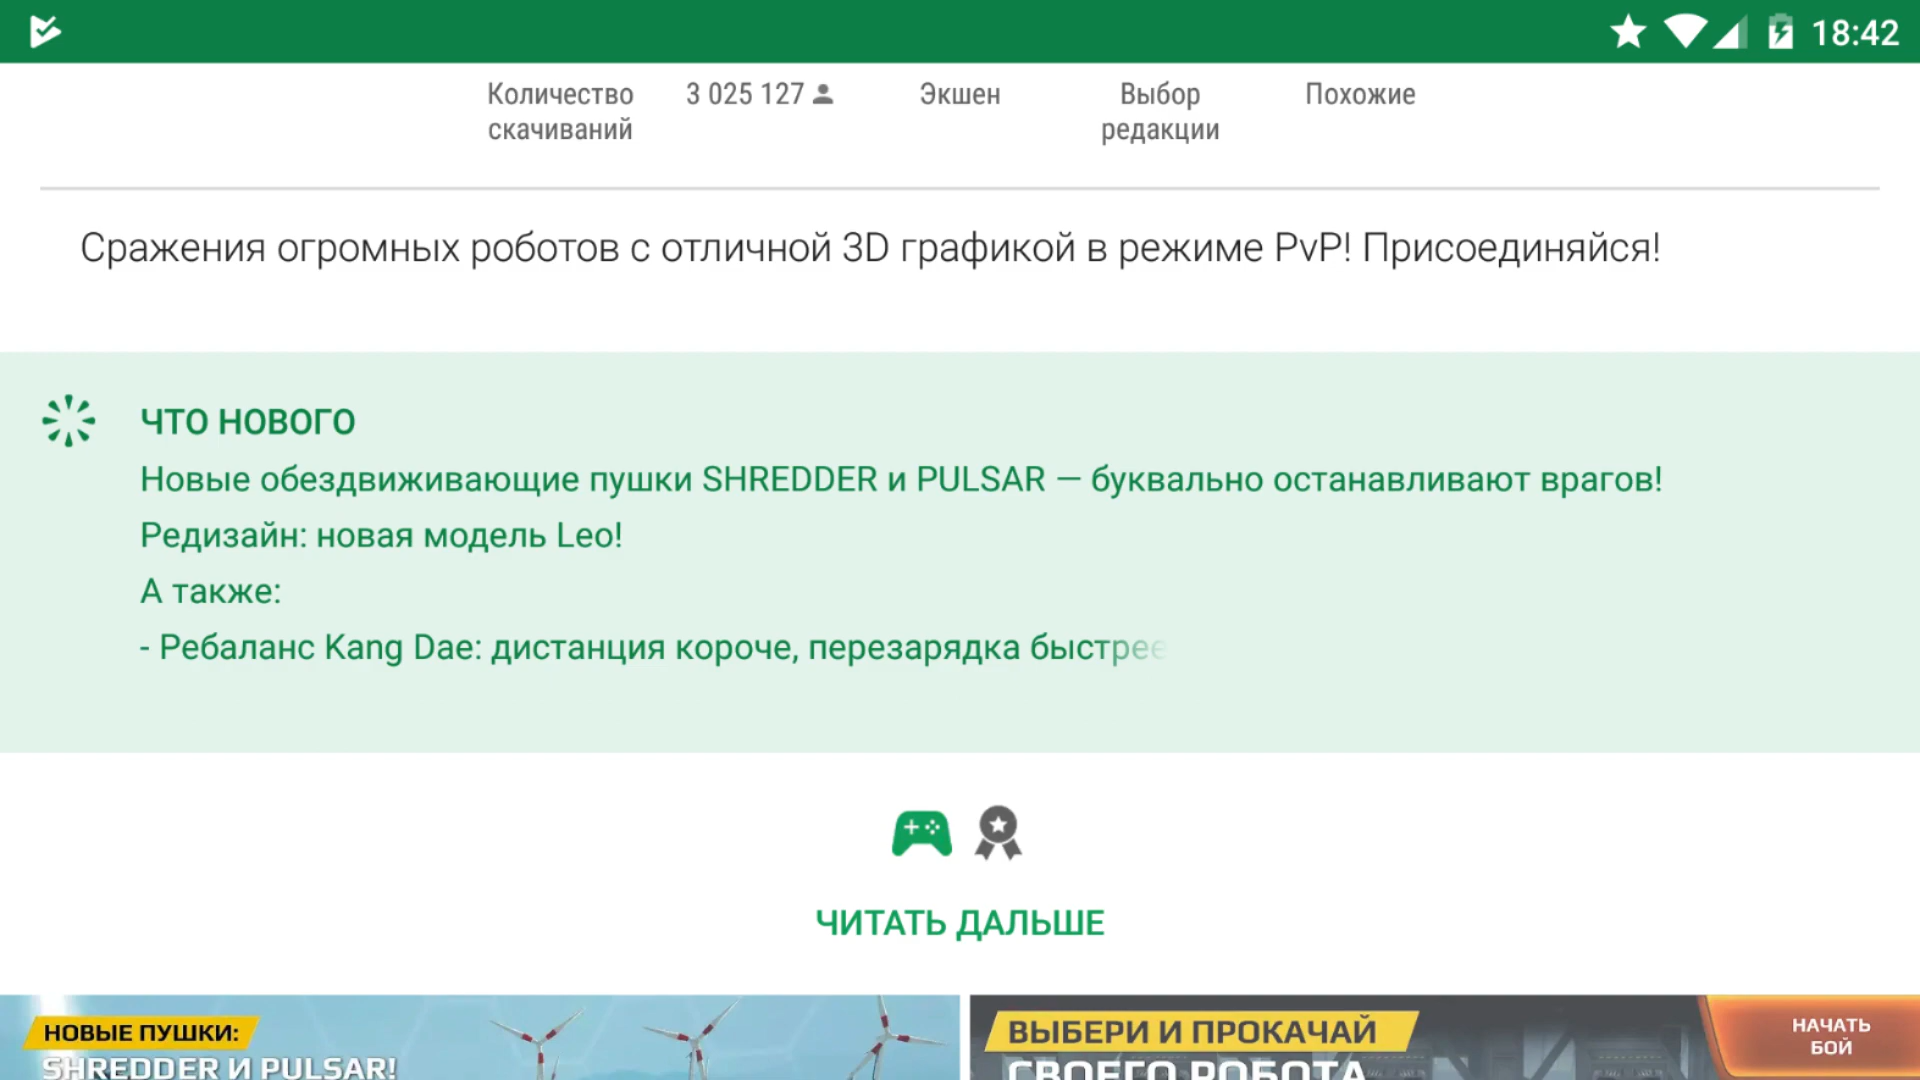 18:42
Количество
скачиваний
3 025 127
Экшен
Выбор
редакции
Похожие
Сражения огромных роботов с отличной 3D графикой в режиме PvP! Присоединяйся!
ЧТО НОВОГО
Новые обездвиживающие пушки SHREDDER и PULSAR — буквально останавливают врагов!
Редизайн: новая модель Leo!
А также:
- Ребаланс Kang Dae: дистанция короче, перезарядка быстрее
ЧИТАТЬ ДАЛЬШЕ
НОВЫЕ ПУШКИ:
SHREDDER И PULSAR!
ВЫБЕРИ И ПРОКАЧАЙ
СВОЕГО РОБОТА
НАЧАТЬ
БОЙ